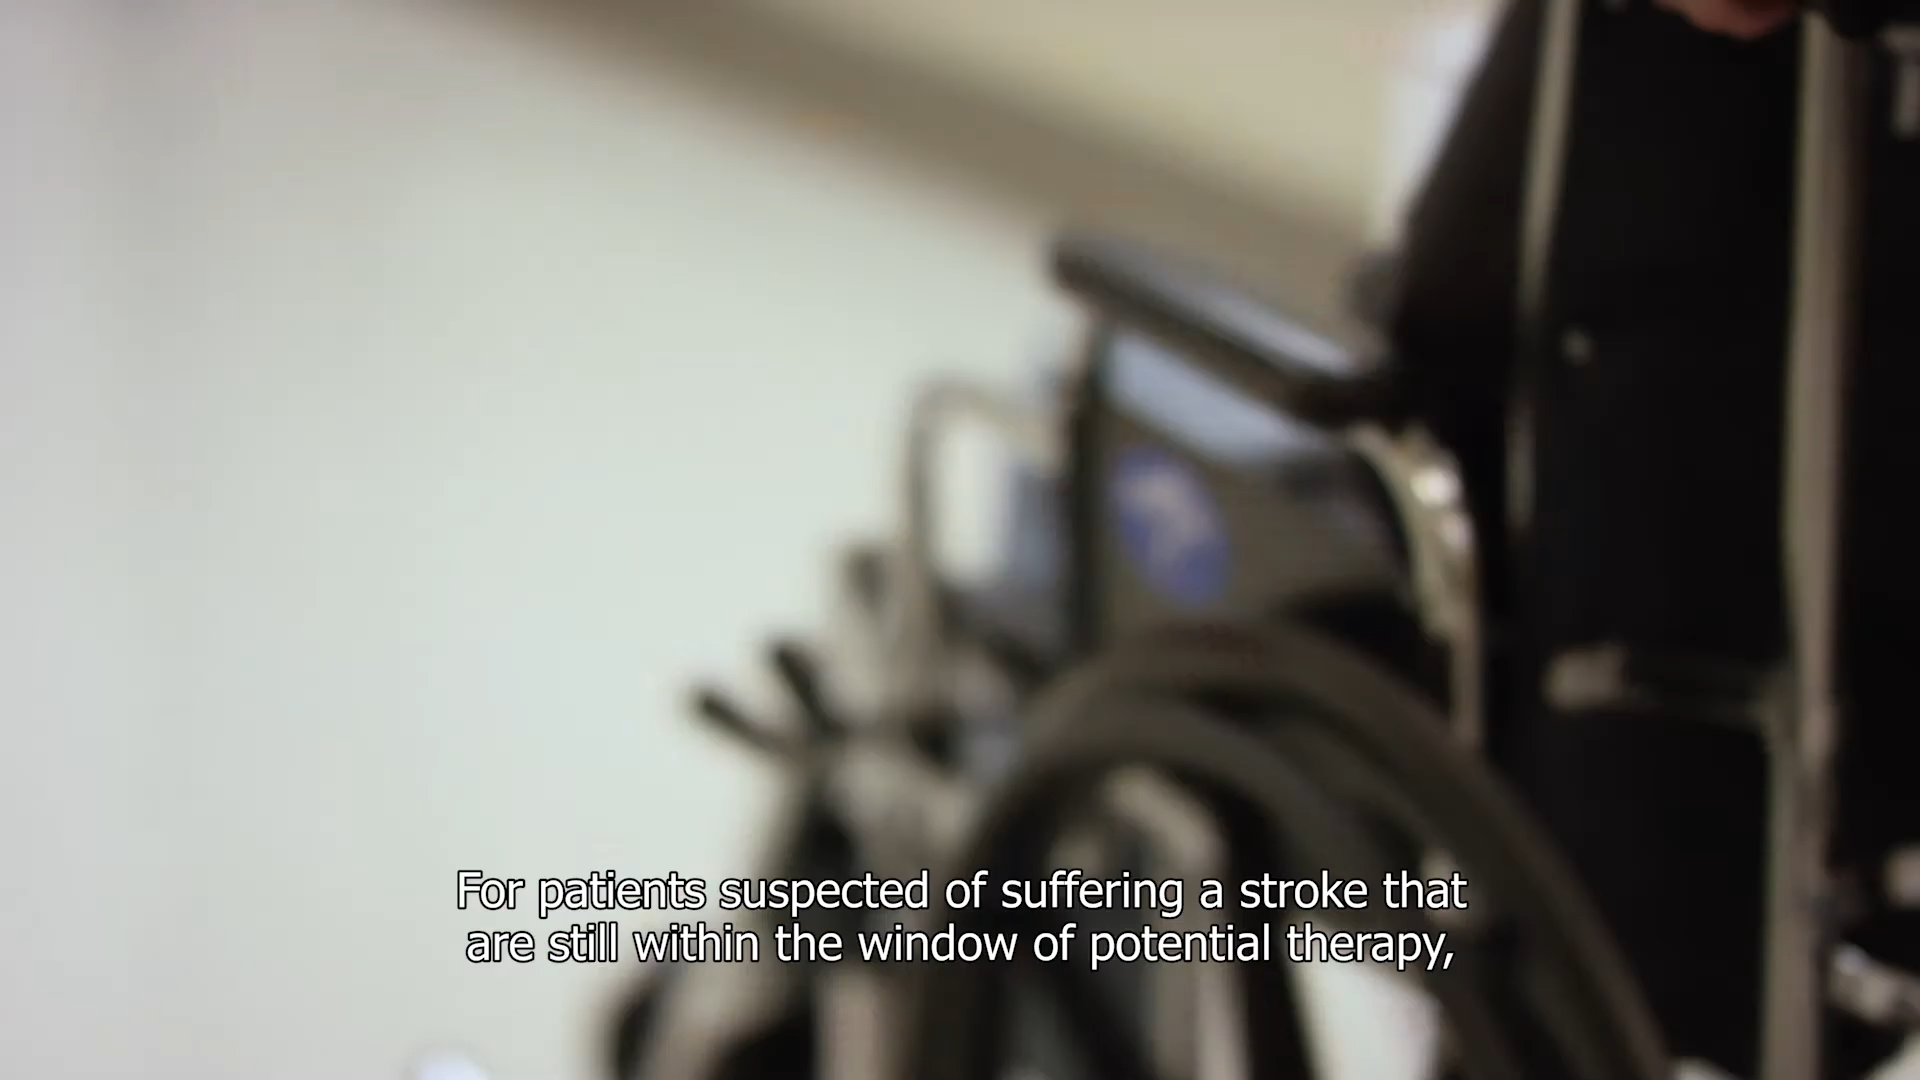 For patients suspected of suffering a stroke that
are still within the window of potential therapy,